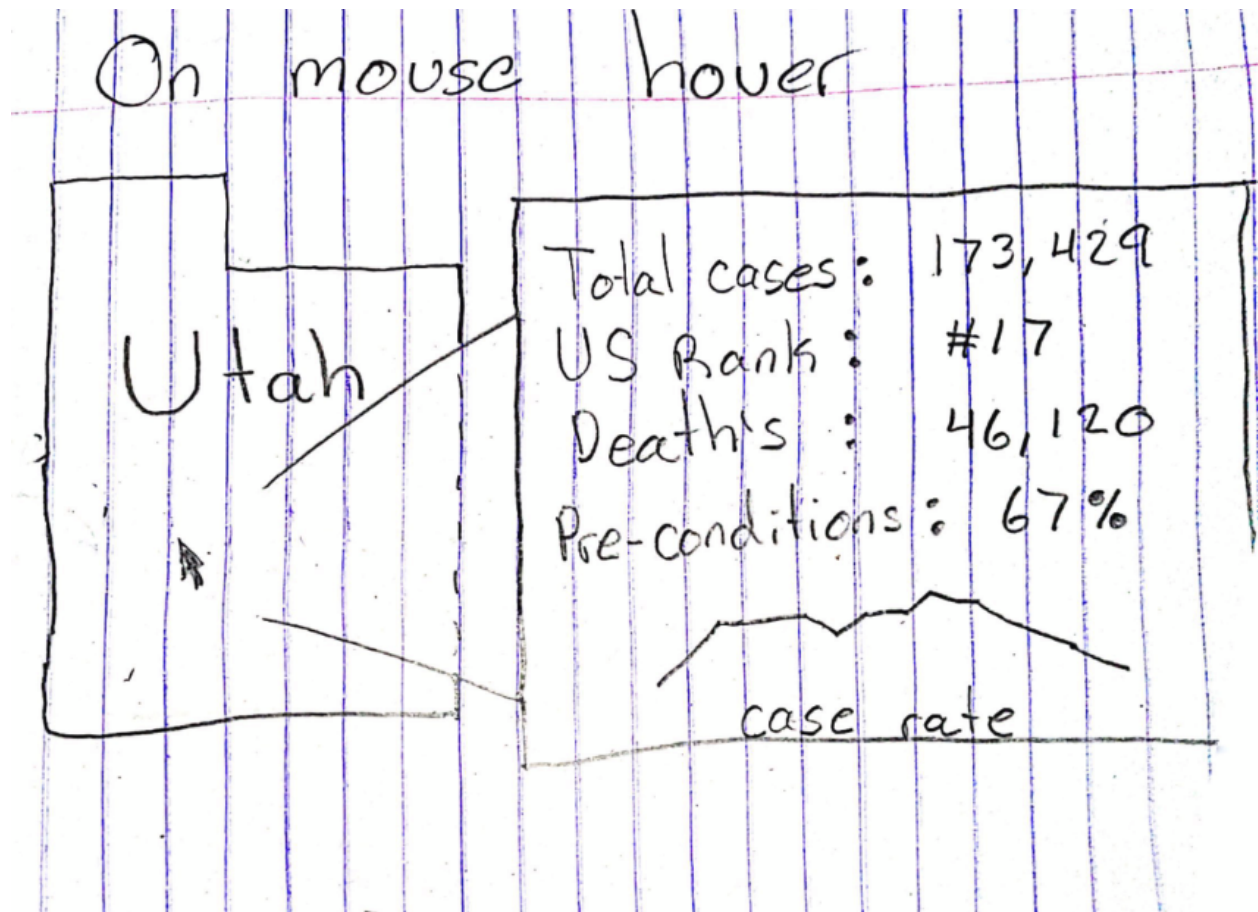 On mouse hover
Utah
Total cases: 173,429
US Rank: #17
Death's : 46,120
Pre-conditions: 67%
case rate